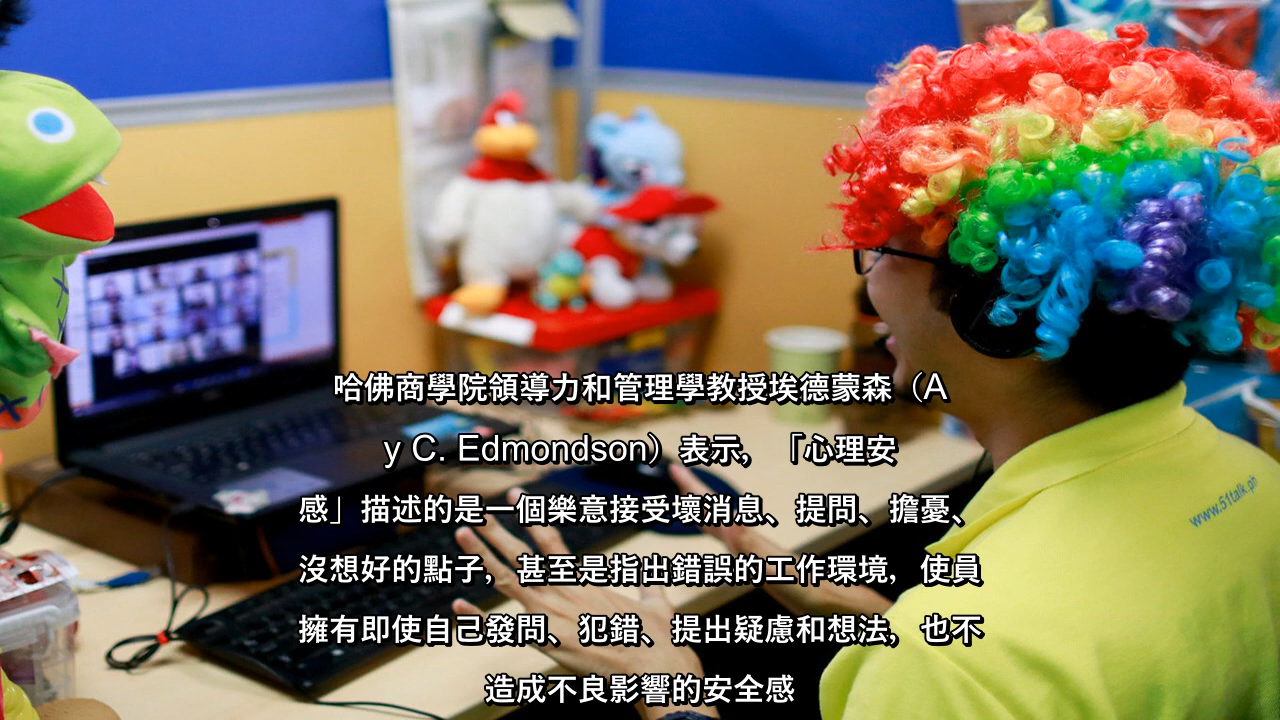 哈佛商學院領導力和管理學教授埃德蒙森（A
y C. Edmondson）表示，「心理安
感」描述的是一個樂意接受壞消息、提問、擔憂、
沒想好的點子，甚至是指出錯誤的工作環境，使員
擁有即使自己發問、犯錯、提出疑慮和想法，也不
造成不良影響的安全感
www.51talk.ph